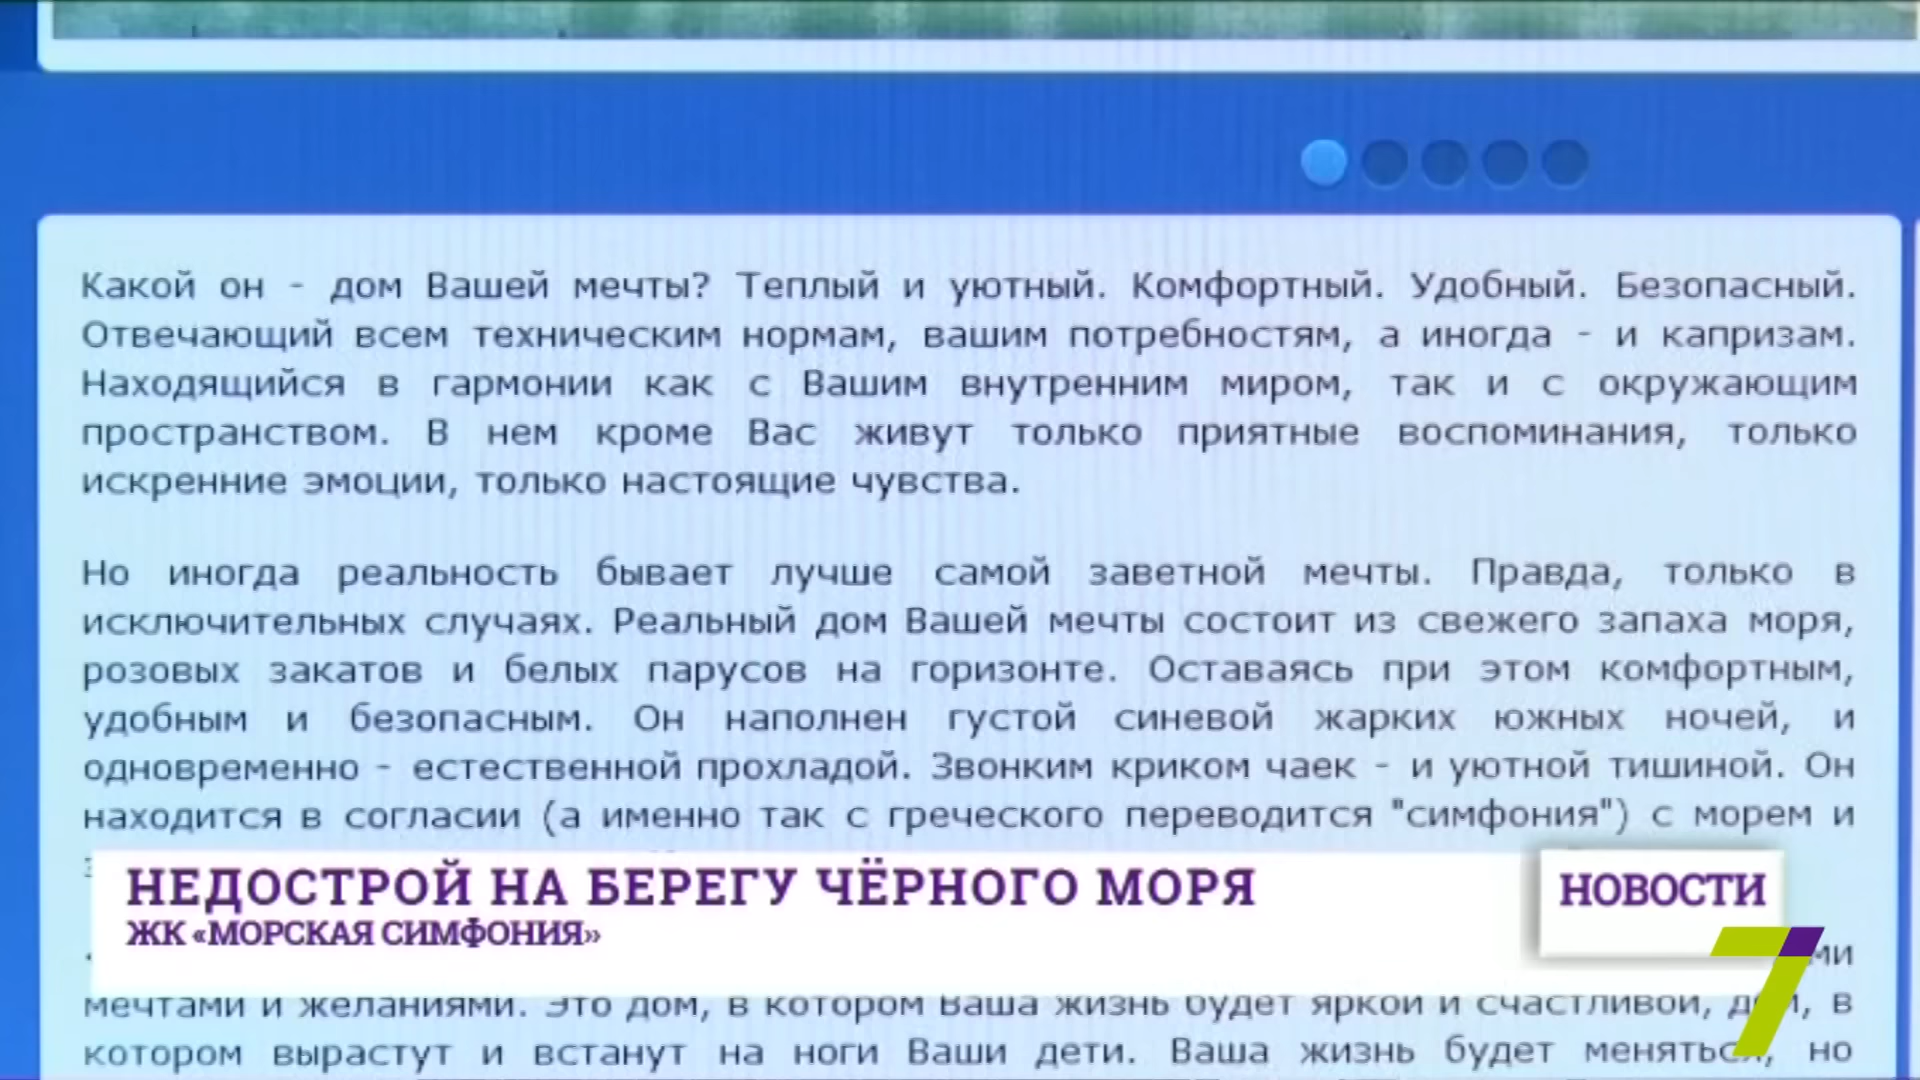 Какой он - дом Вашей мечты? Теплый и уютный. Комфортный. Удобный. Безопасный.
Отвечающий всем техническим нормам, вашим потребностям, а иногда - и капризам.
Находящийся в гармонии как с Вашим внутренним миром, так и с окружающим
пространством. В нем кроме Вас живут только приятные воспоминания, только
искренние эмоции, только настоящие чувства.
Но иногда реальность бывает лучше самой заветной мечты. Правда, только в
исключительных случаях. Реальный дом Вашей мечты состоит из свежего запаха моря,
розовых закатов и белых парусов на горизонте. Оставаясь при этом комфортным,
удобным и безопасным. Он наполнен густой синевой жарких южных ночей, и
одновременно - естественной прохладой. Звонким криком чаек - и уютной тишиной. Он
находится в согласии (а именно так с греческого переводится "симфония") с морем и
НЕДОСТРОЙ НА БЕРЕГУ ЧЁРНОГО МОРЯ
НОВОСТИ
ЖК «МОРСКАЯ СИМФОНИЯ»
7
мечтами и желаниями. Это дом, в котором Ваша жизнь будет яркой и счастливой, в
котором вырастут и встанут на ноги Ваши дети. Ваша жизнь будет меняться, но